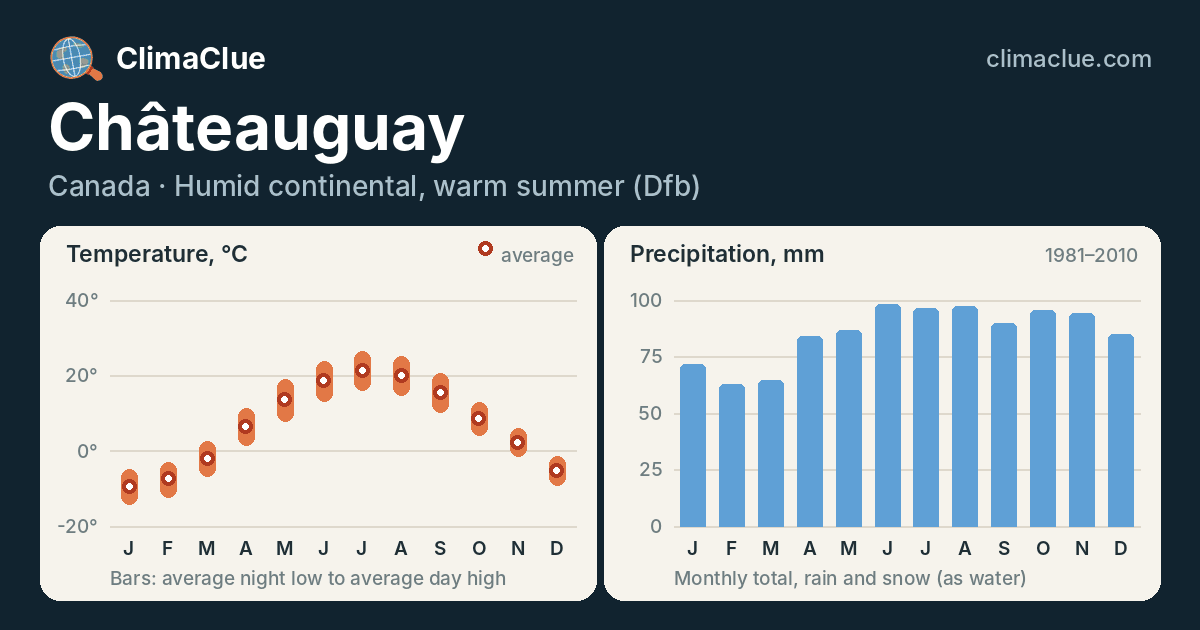 ClimaClue
climaclue.com
Châteauguay
Canada · Humid continental, warm summer (Dfb)
Temperature, °C
average
40°
20°
0°
-20°
J F M A M J J A S O N D
Bars: average night low to average day high
Precipitation, mm
1981–2010
100
75
50
25
0
J F M A M J J A S O N D
Monthly total, rain and snow (as water)